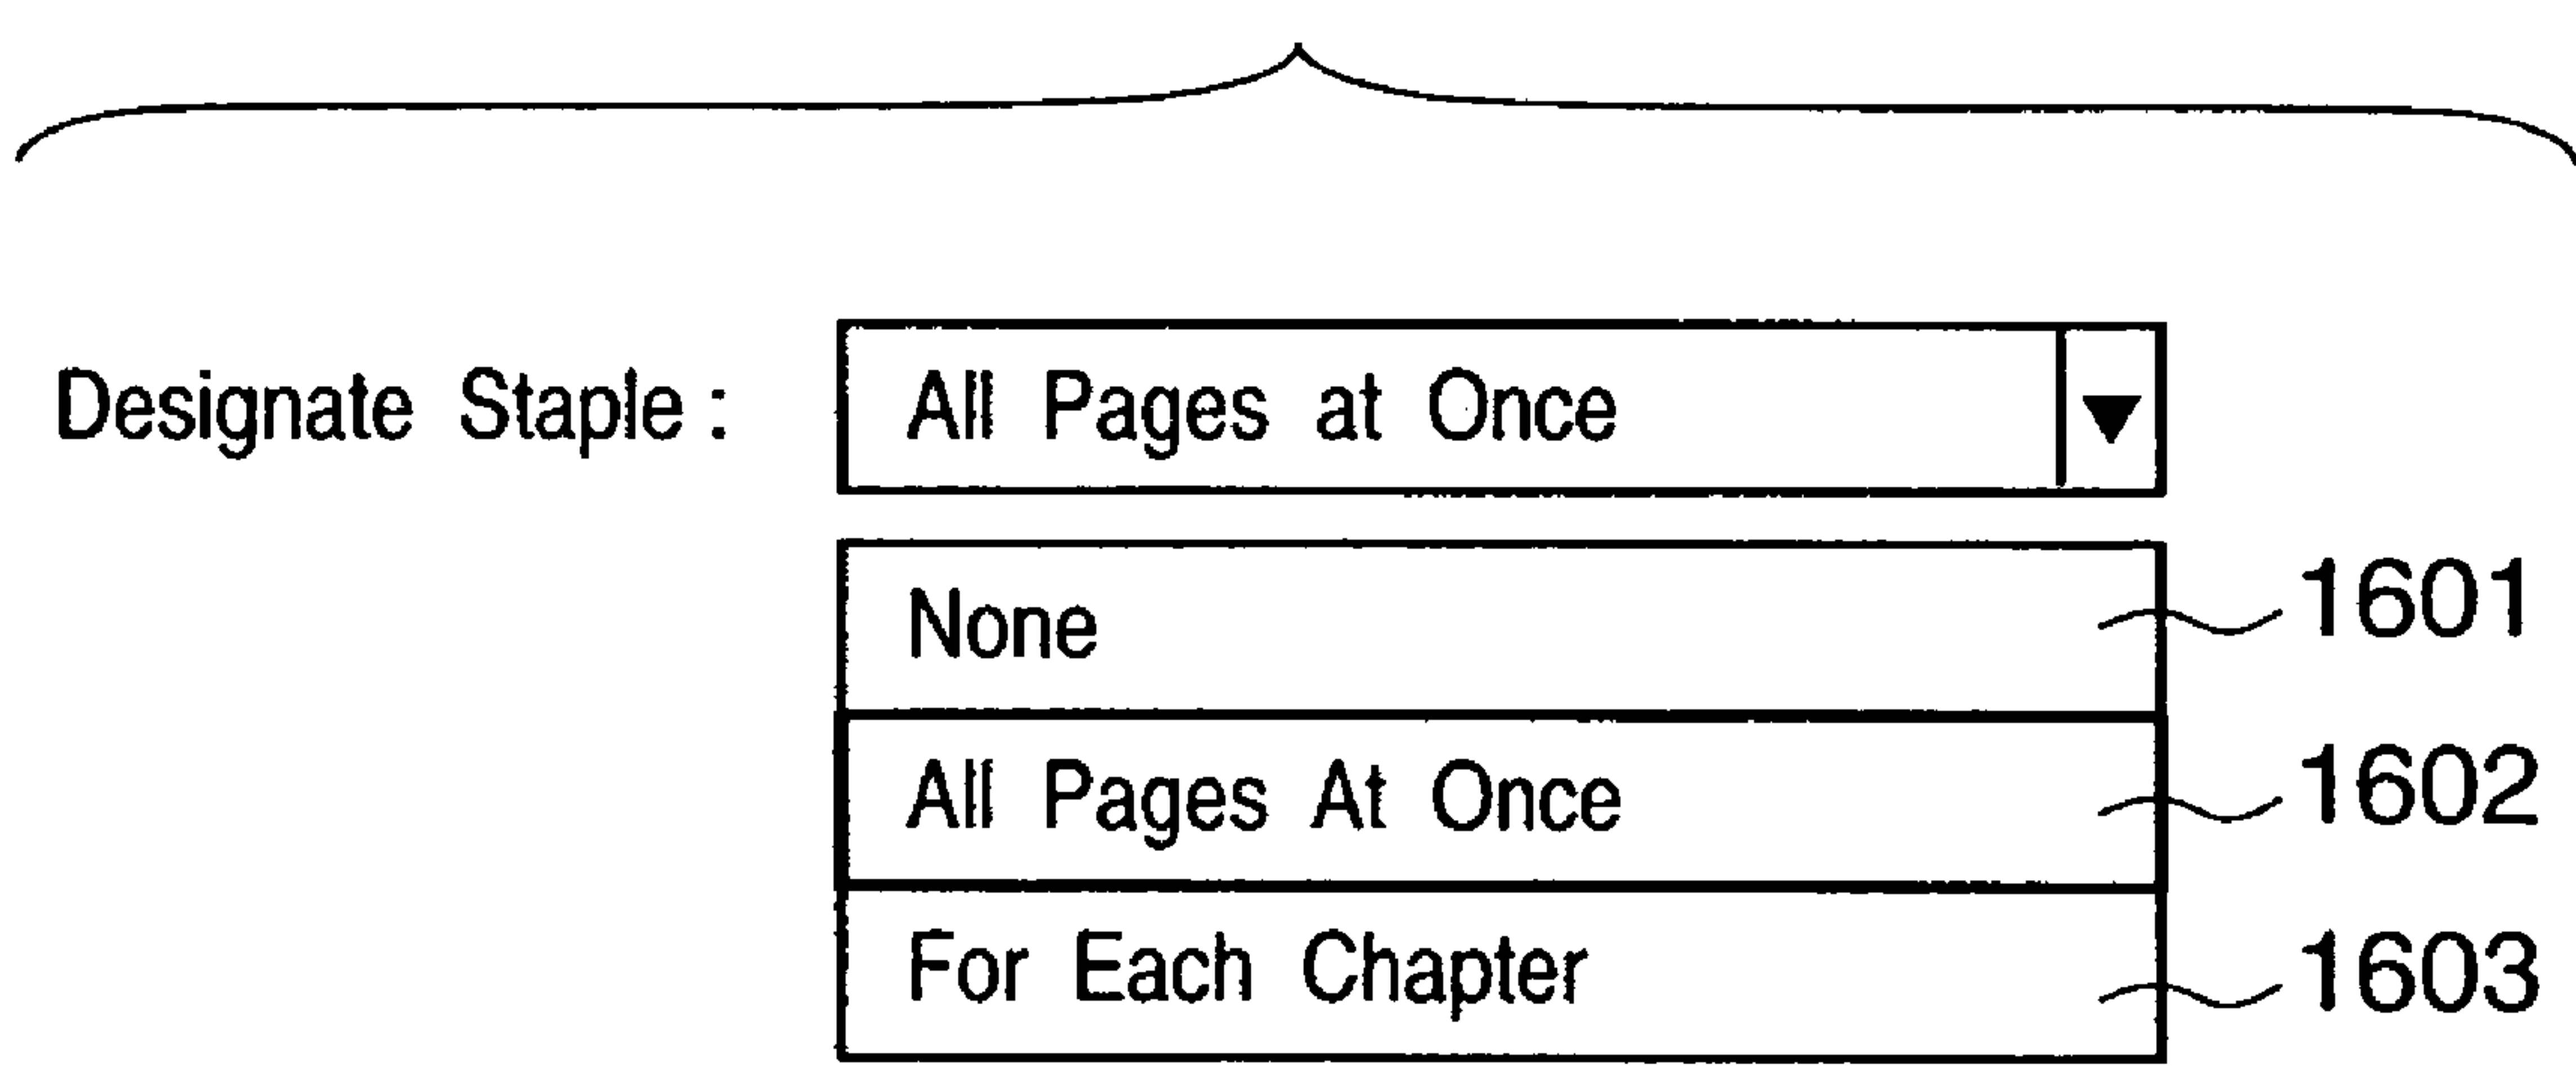 Designate Staple : All Pages at Once ▼
None 1601
All Pages At Once 1602
For Each Chapter 1603